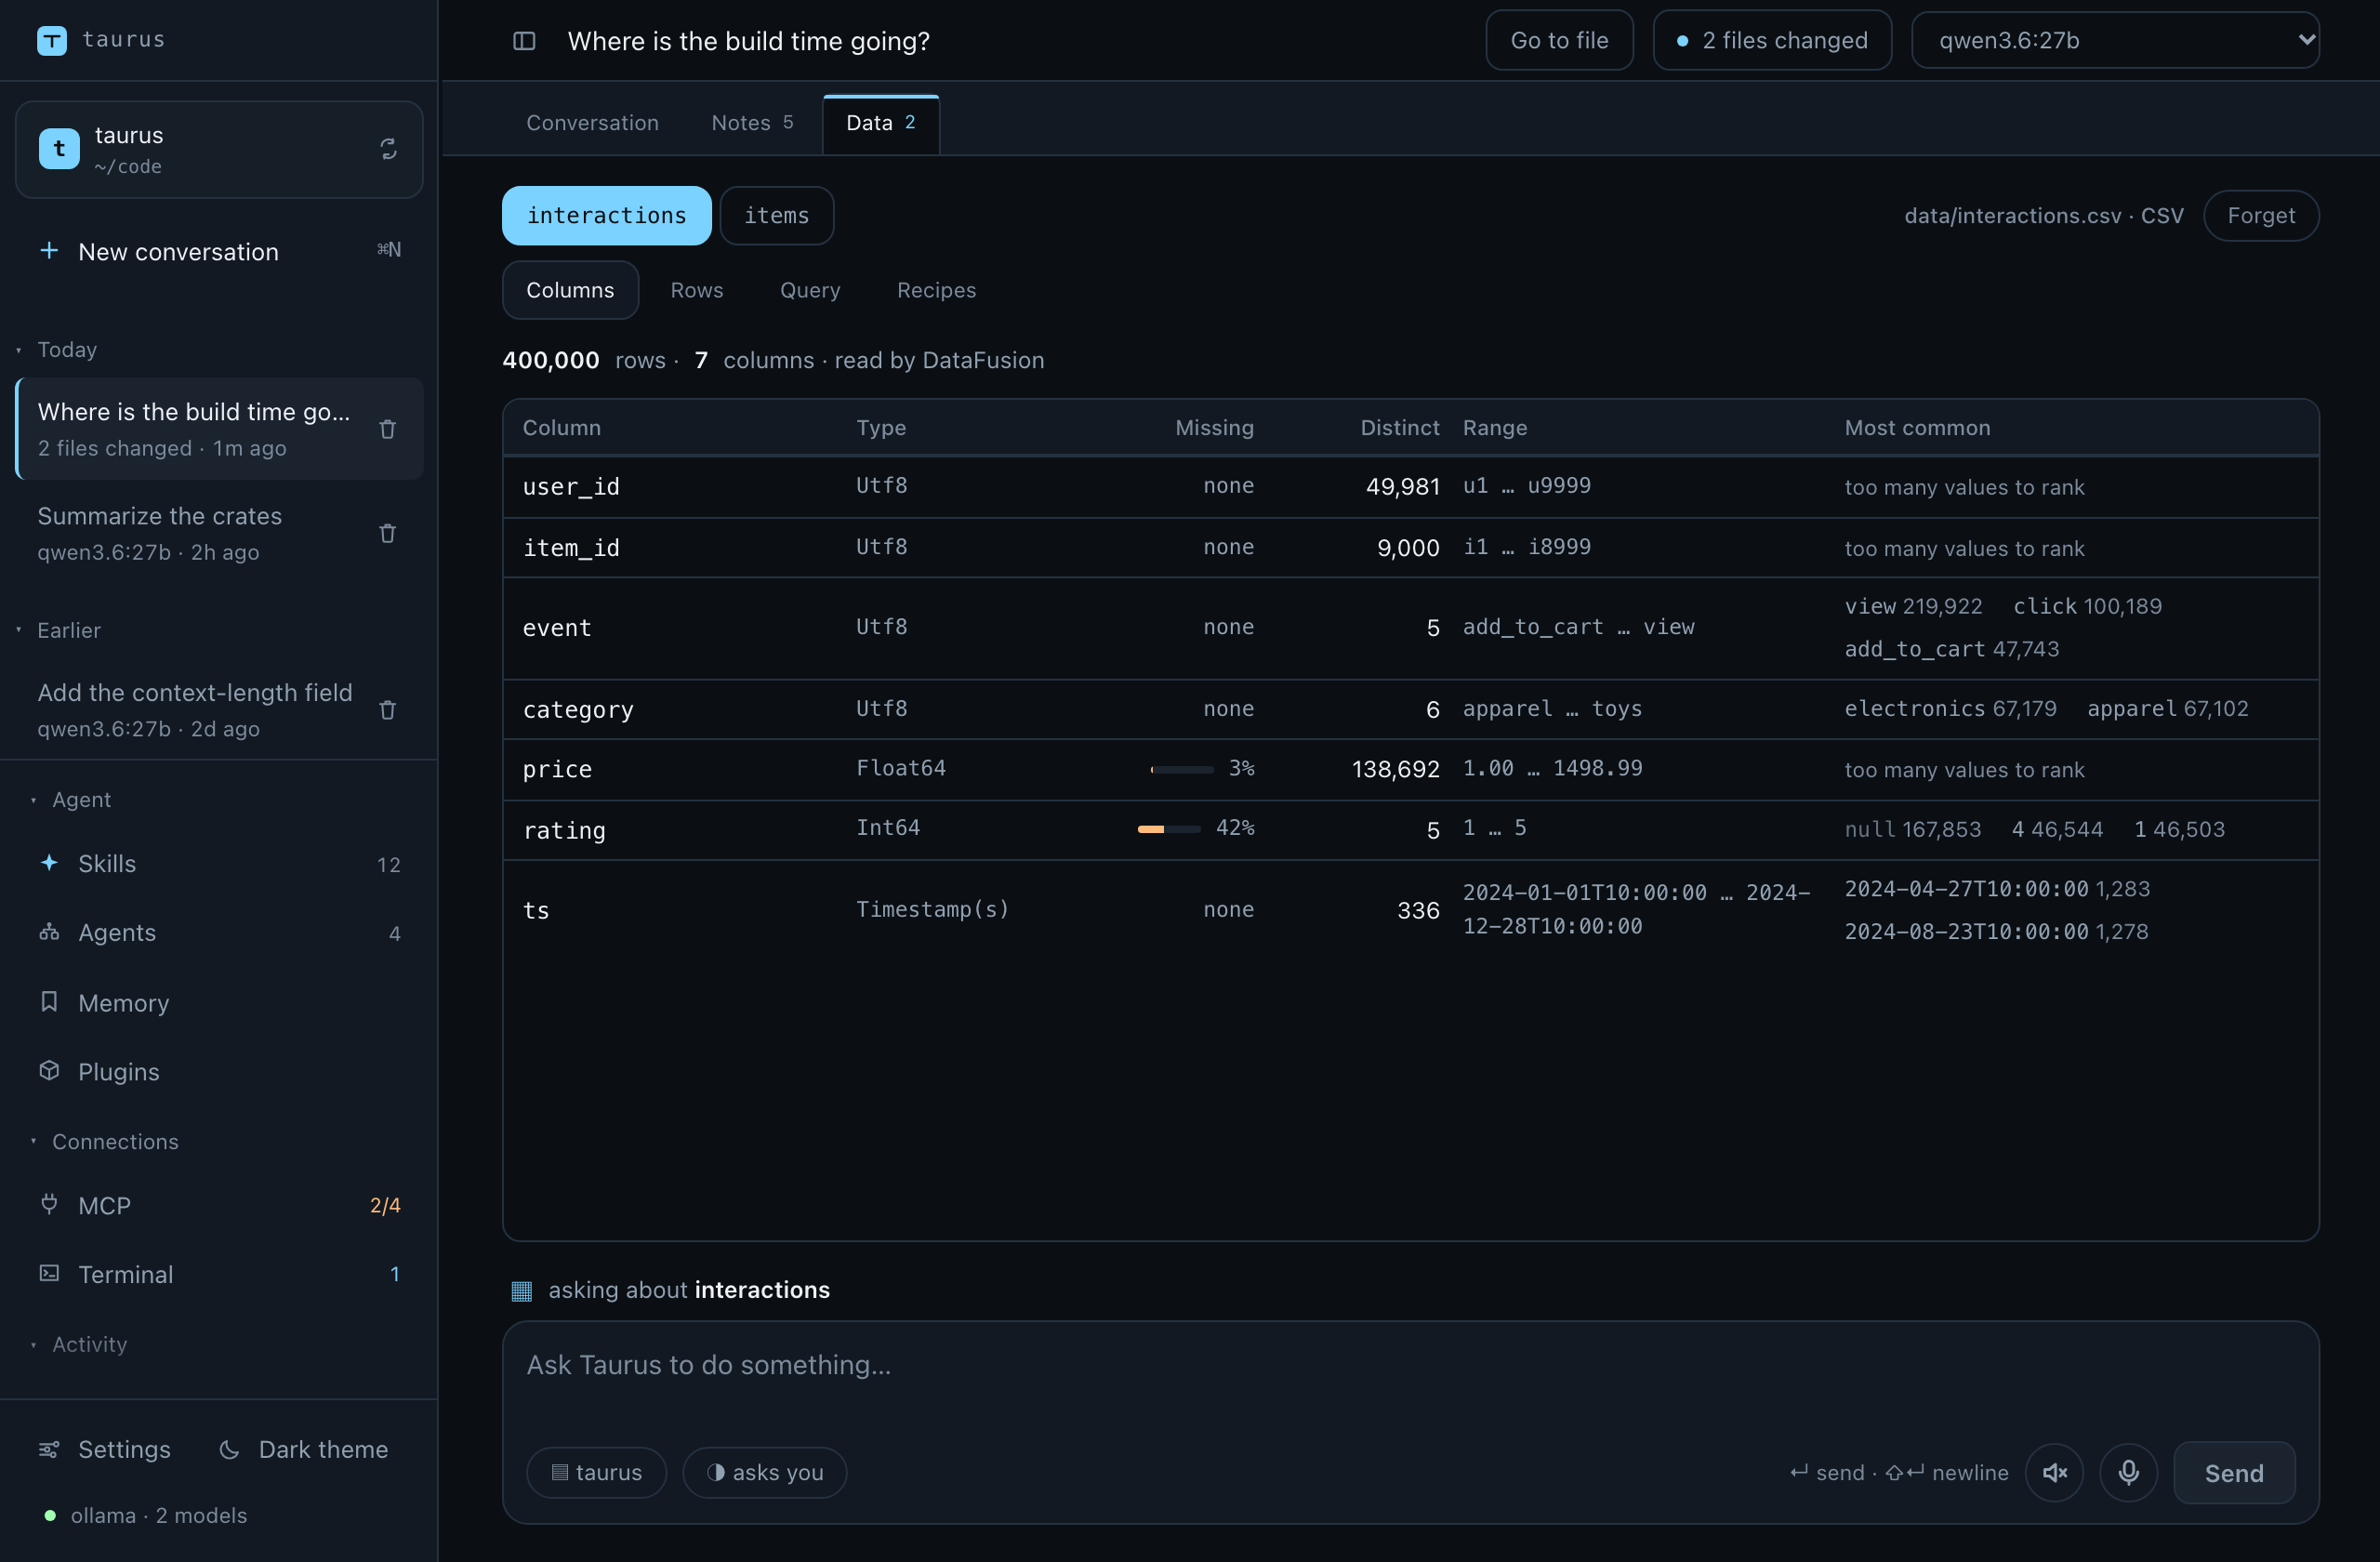 taurus
t
taurus
~/code
New conversation ⌘N
Today
Where is the build time go...
2 files changed · 1m ago
Summarize the crates
qwen3.6:27b · 2h ago
Earlier
Add the context-length field
qwen3.6:27b · 2d ago
Agent
Skills 12
Agents 4
Memory
Plugins
Connections
MCP 2/4
Terminal 1
Activity
Settings Dark theme
ollama · 2 models
Where is the build time going? Go to file 2 files changed qwen3.6:27b
Conversation Notes 5 Data 2
interactions items data/interactions.csv · CSV Forget
Columns Rows Query Recipes
400,000 rows · 7 columns · read by DataFusion
Column Type Missing Distinct Range Most common
user_id Utf8 none 49,981 u1 … u9999 too many values to rank
item_id Utf8 none 9,000 i1 … i8999 too many values to rank
event Utf8 none 5 add_to_cart … view view 219,922 click 100,189
add_to_cart 47,743
category Utf8 none 6 apparel … toys electronics 67,179 apparel 67,102
price Float64 3% 138,692 1.00 … 1498.99 too many values to rank
rating Int64 42% 5 1 … 5 null 167,853 4 46,544 1 46,503
ts Timestamp(s) none 336 2024-01-01T10:00:00 … 2024-
12-28T10:00:00 2024-04-27T10:00:00 1,283
2024-08-23T10:00:00 1,278
asking about interactions
Ask Taurus to do something...
taurus asks you ↵ send · ⇧↵ newline Send